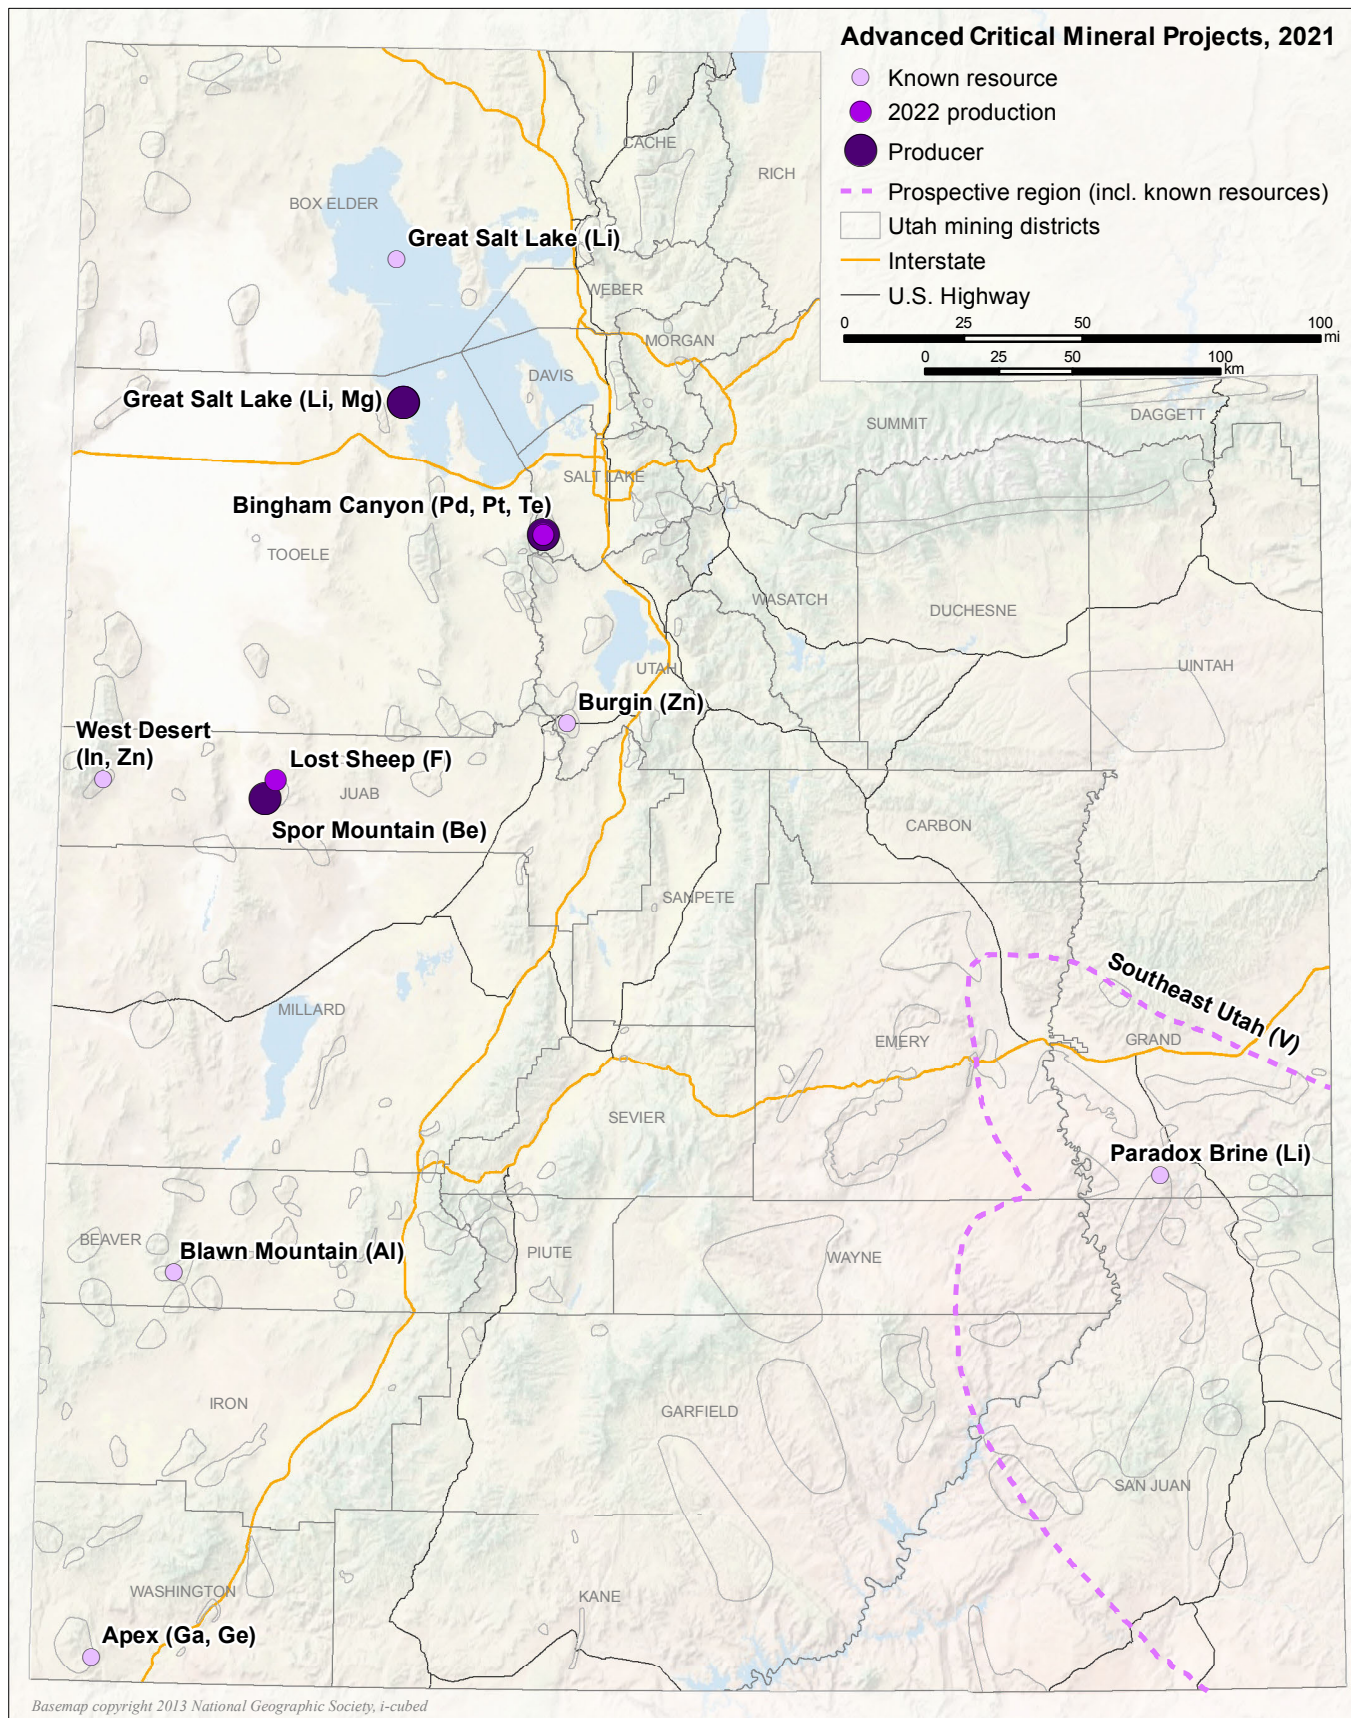 Advanced Critical Mineral Projects, 2021
Known resource
2022 production
Producer
Prospective region (incl. known resources)
Utah mining districts
Interstate
U.S. Highway
0 25 50 100
mi
0 25 50 100
km
CACHE
RICH
BOX ELDER
Great Salt Lake (Li)
WEBER
MORGAN
DAVIS
Great Salt Lake (Li, Mg)
SUMMIT
DAGGETT
SALT LAKE
Bingham Canyon (Pd, Pt, Te)
TOOELE
WASATCH
DUCHESNE
UTAH
UINTAH
Burgin (Zn)
West Desert
(In, Zn)
Lost Sheep (F)
JUAB
Spor Mountain (Be)
CARBON
SANPETE
Southeast Utah (V)
MILLARD
EMERY
GRAND
SEVIER
Paradox Brine (Li)
BEAVER
Blawn Mountain (Al)
PIUTE
WAYNE
IRON
GARFIELD
SAN JUAN
WASHINGTON
KANE
Apex (Ga, Ge)
Basemap copyright 2013 National Geographic Society, i-cubed